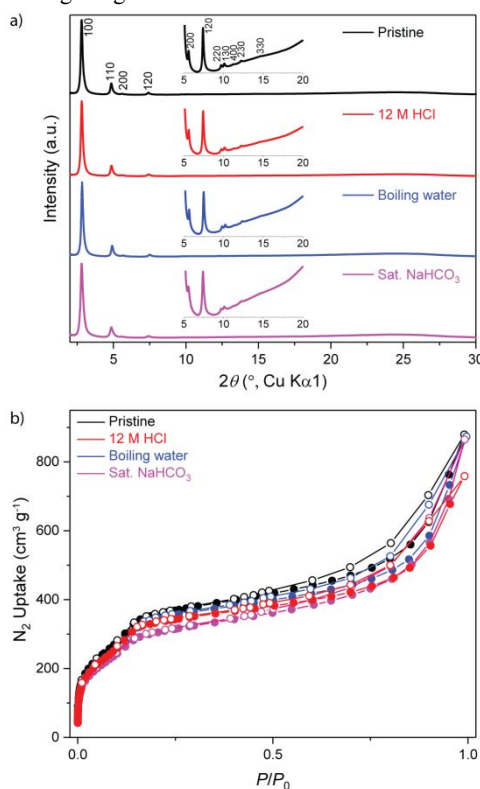 a)
100
110
200
120
200
120
220
130
400
230
330
5 10 15 20
Pristine
5 10 15 20
12 M HCl
5 10 15 20
Boiling water
5 10 15 20
Sat. NaHCO₃
Intensity (a.u.)
5 10 15 20 25 30
2θ (°, Cu Kα1)
b)
Pristine
12 M HCl
Boiling water
Sat. NaHCO₃
800
600
400
200
0
N₂ Uptake (cm³ g⁻¹)
0.0 0.5 1.0
P/P₀